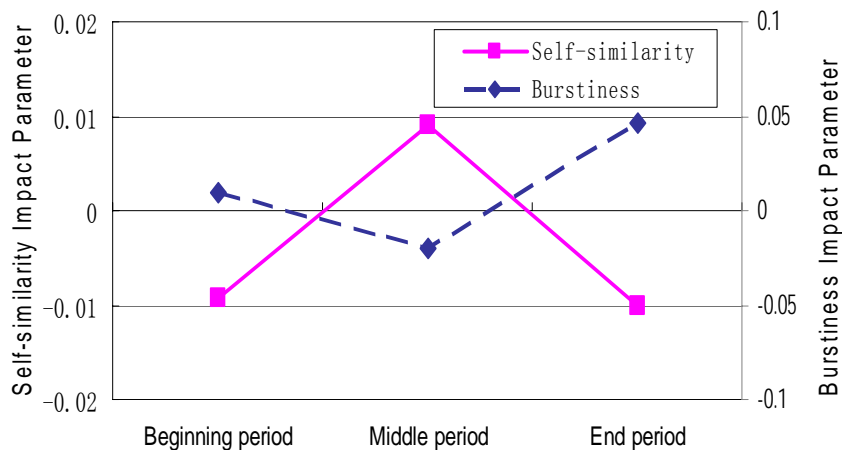 Self-similarity Impact Parameter
0.02
0.01
0
-0.01
-0.02
Self-similarity
Burstiness
0.1
0.05
0
-0.05
-0.1
Burstiness Impact Parameter
Beginning period
Middle period
End period